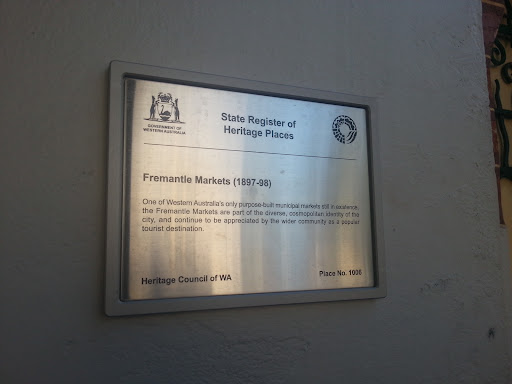 GOVERNMENT OF
WESTERN AUSTRALIA
State Register of
Heritage Places
Fremantle Markets (1897-98)
One of Western Australia's only purpose-built municipal markets still in existence,
the Fremantle Markets are part of the diverse, cosmopolitan identity of the
city, and continue to be appreciated by the wider community as a popular
tourist destination.
Heritage Council of WA
Place No. 1006